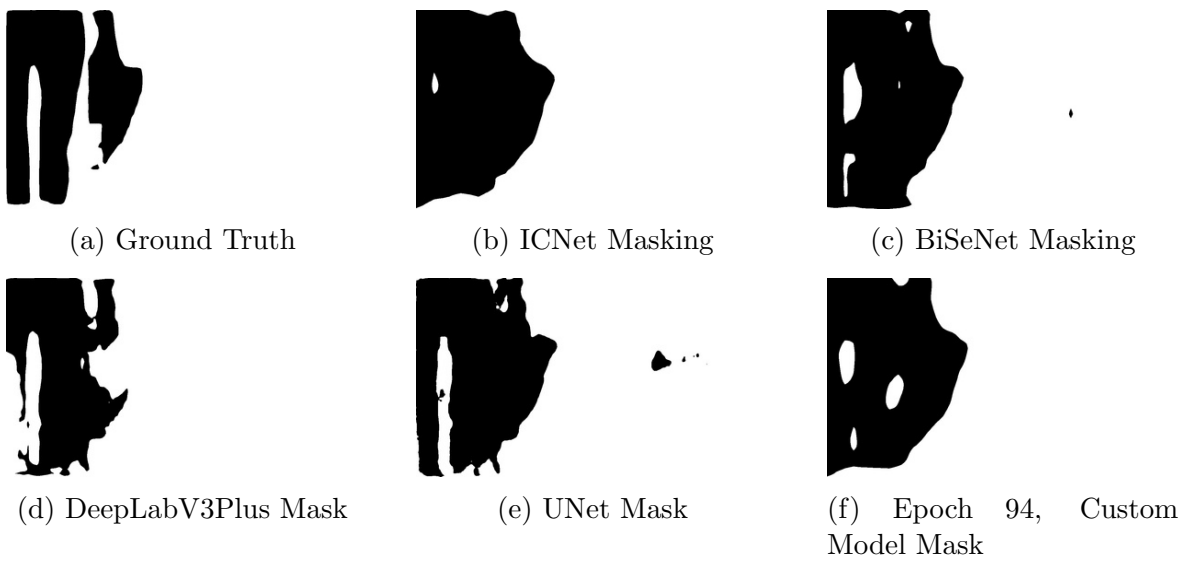 (a) Ground Truth
(b) ICNet Masking
(c) BiSeNet Masking
(d) DeepLabV3Plus Mask
(e) UNet Mask
(f) Epoch 94, Custom
Model Mask